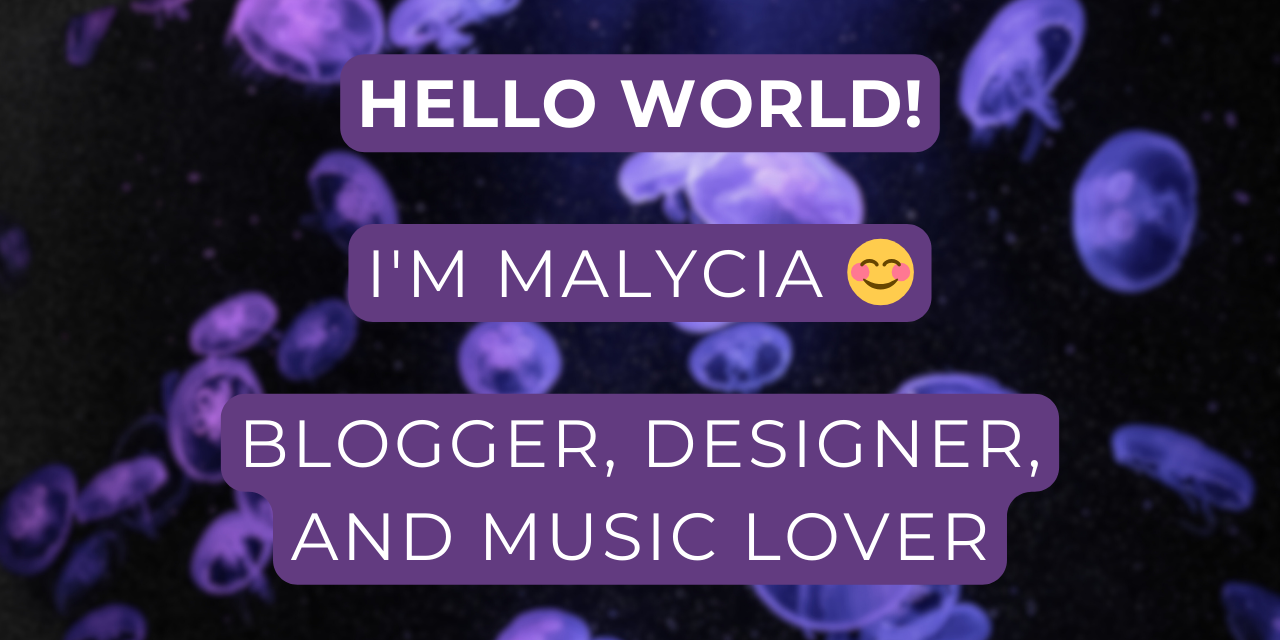 HELLO WORLD!
I'M MALYCIA 😊
BLOGGER, DESIGNER,
AND MUSIC LOVER